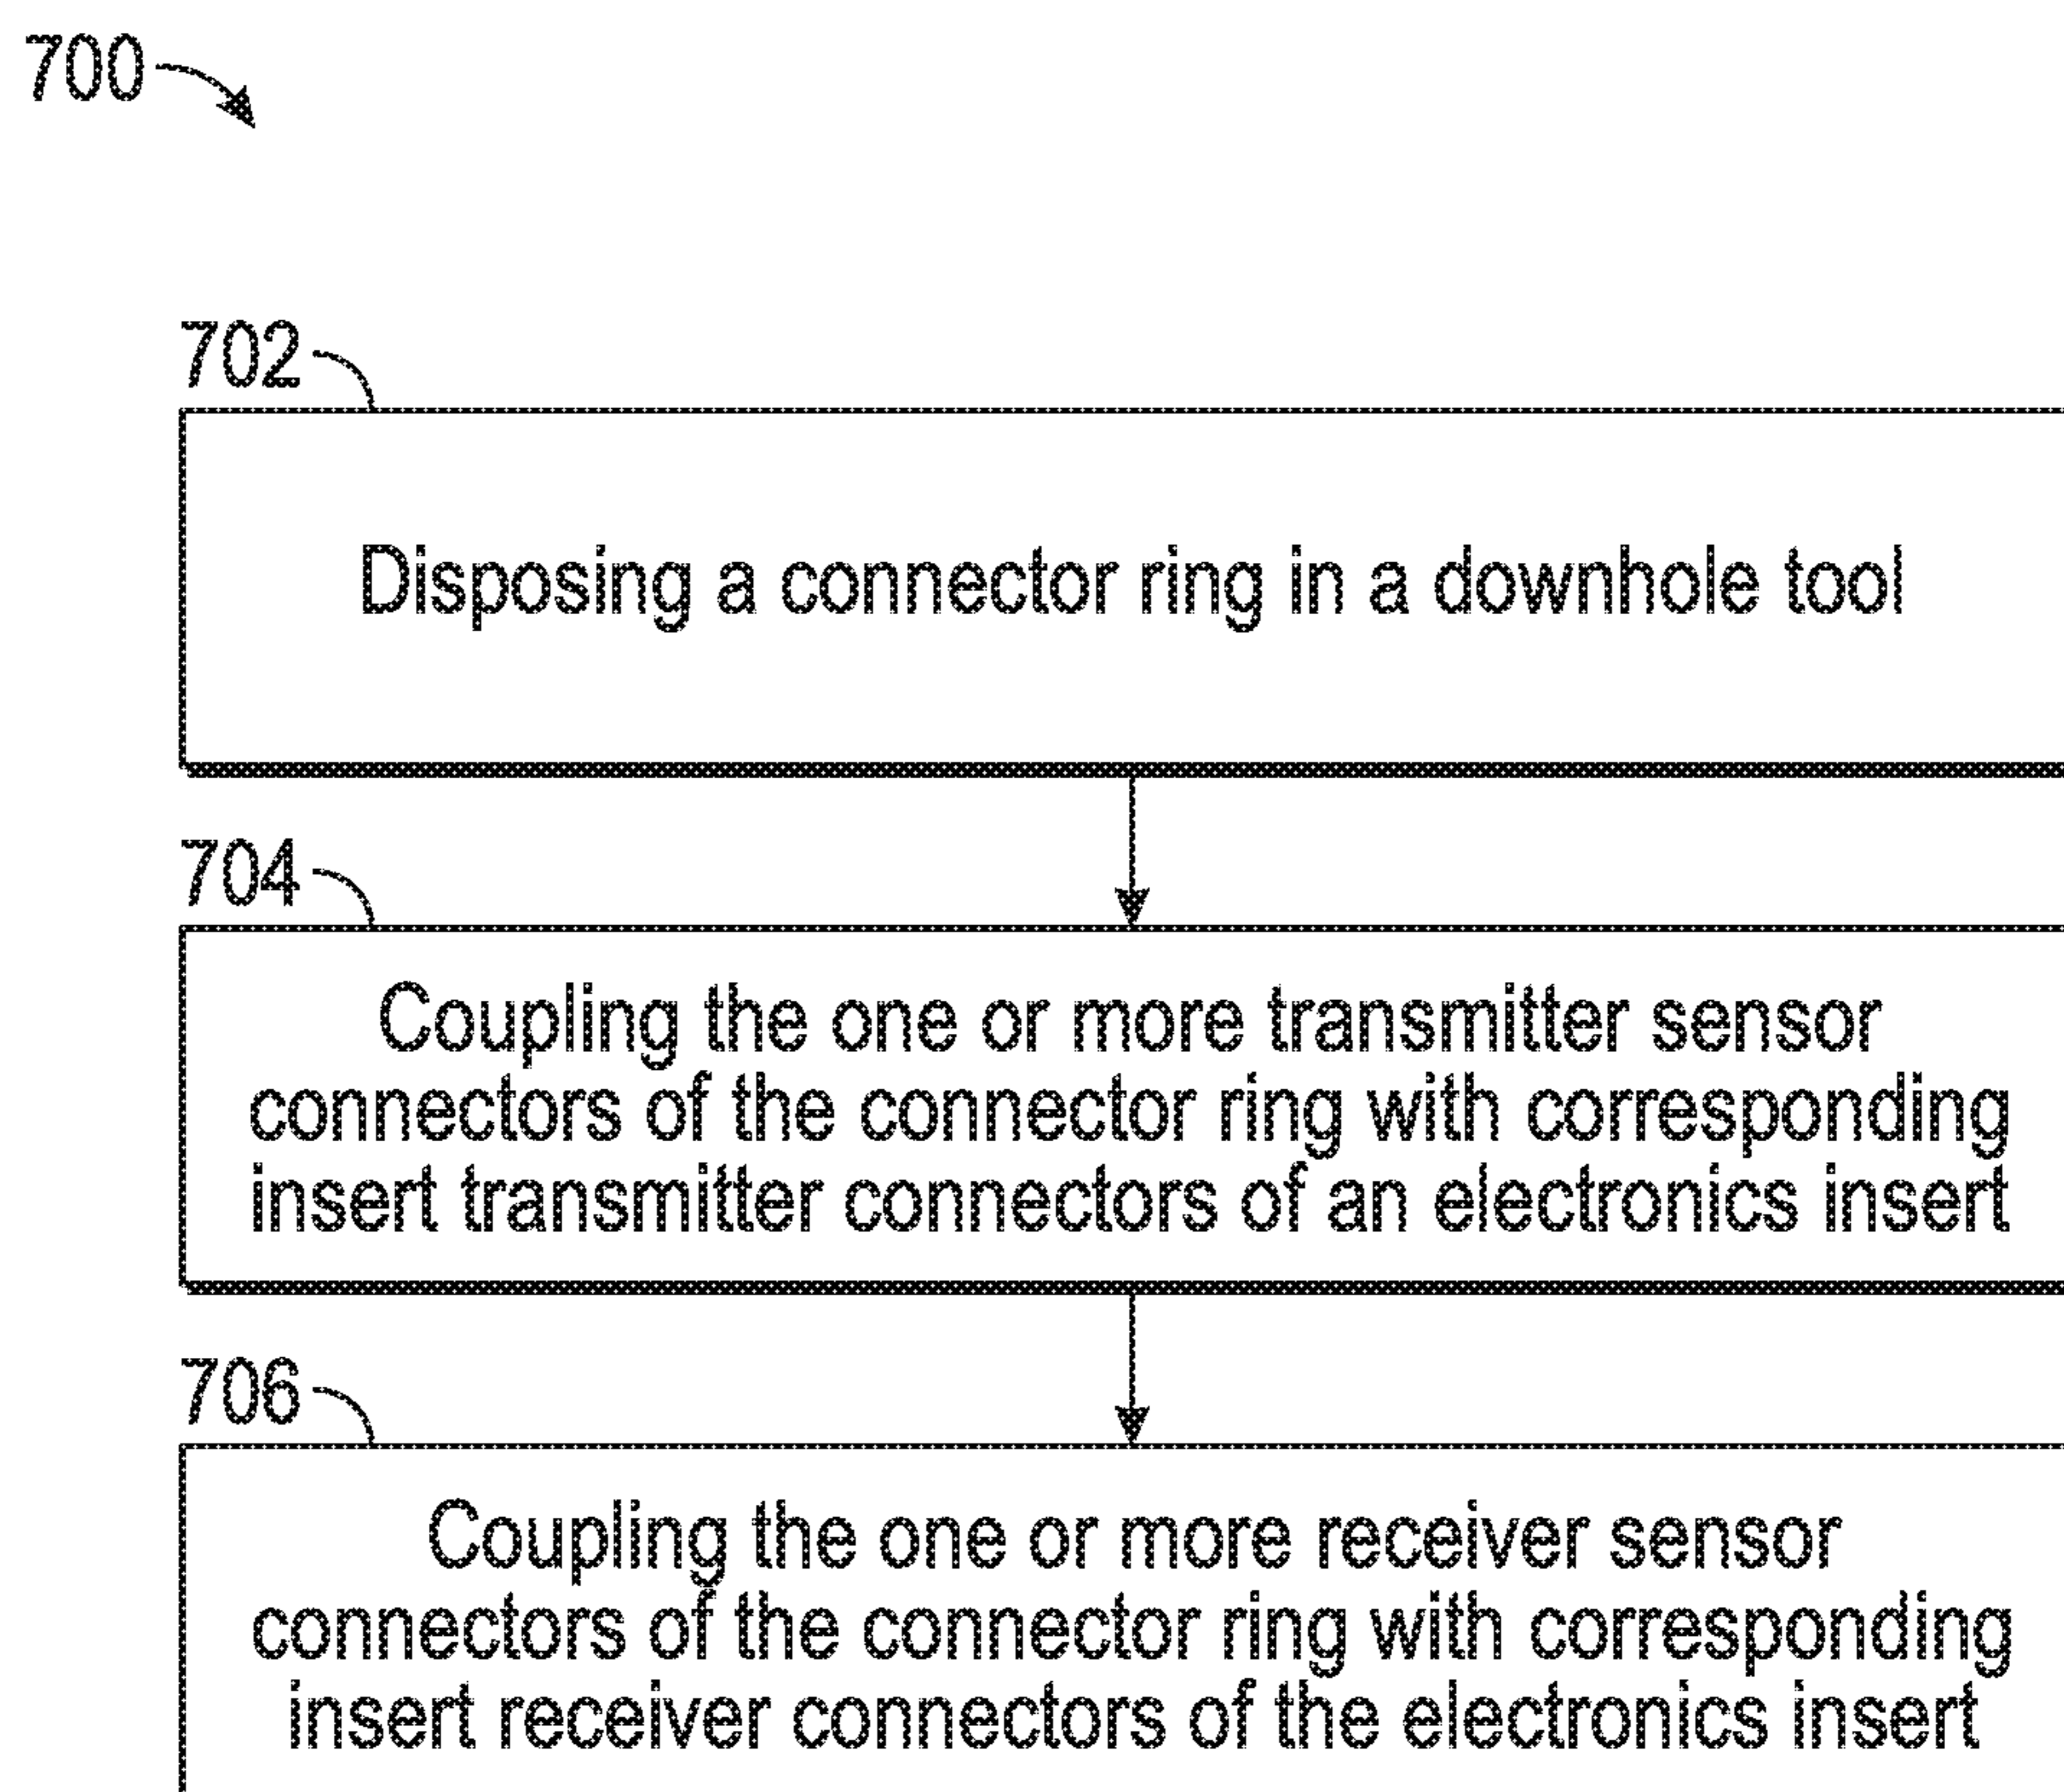 700
702
Disposing a connector ring in a downhole tool
704
Coupling the one or more transmitter sensor
connectors of the connector ring with corresponding
insert transmitter connectors of an electronics insert
706
Coupling the one or more receiver sensor
connectors of the connector ring with corresponding
insert receiver connectors of the electronics insert